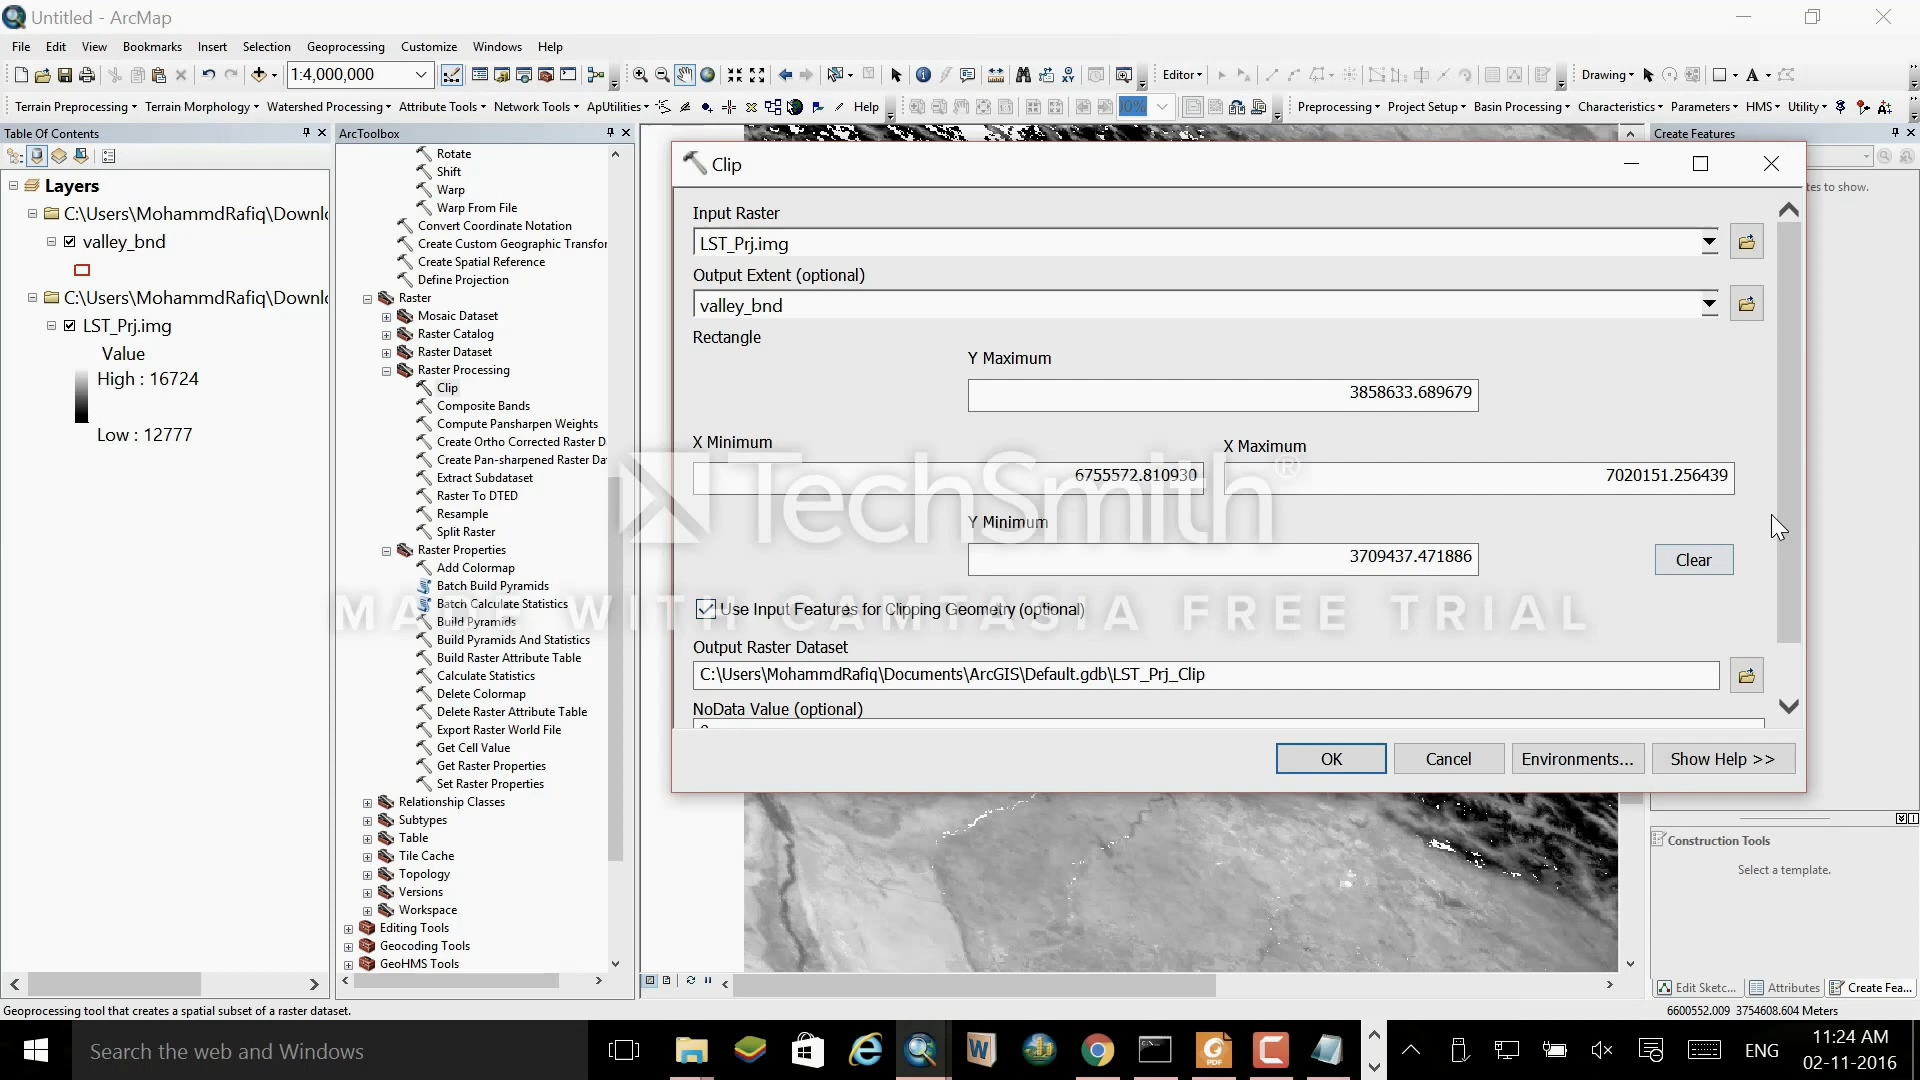 Untitled - ArcMap
File Edit View Bookmarks Insert Selection Geoprocessing Customize Windows Help
1:4,000,000
Editor
Drawing
Terrain Preprocessing Terrain Morphology Watershed Processing Attribute Tools Network Tools ApUtilities Help
Preprocessing Project Setup Basin Processing Characteristics Parameters HMS Utility
Table Of Contents
Layers
C:\Users\MohammdRafiq\Downl
valley_bnd
C:\Users\MohammdRafiq\Downl
LST_Prj.img
Value
High : 16724
Low : 12777
ArcToolbox
Rotate
Shift
Warp
Warp From File
Convert Coordinate Notation
Create Custom Geographic Transfor
Create Spatial Reference
Define Projection
Raster
Mosaic Dataset
Raster Catalog
Raster Dataset
Raster Processing
Clip
Composite Bands
Compute Pansharpen Weights
Create Ortho Corrected Raster D
Create Pan-sharpened Raster Da
Extract Subdataset
Raster To DTED
Resample
Split Raster
Raster Properties
Add Colormap
Batch Build Pyramids
Batch Calculate Statistics
Build Pyramids
Build Pyramids And Statistics
Build Raster Attribute Table
Calculate Statistics
Delete Colormap
Delete Raster Attribute Table
Export Raster World File
Get Cell Value
Get Raster Properties
Set Raster Properties
Relationship Classes
Subtypes
Table
Tile Cache
Topology
Versions
Workspace
Editing Tools
Geocoding Tools
GeoHMS Tools
Clip
Input Raster
LST_Prj.img
Output Extent (optional)
valley_bnd
Rectangle
Y Maximum
3858633.689679
X Minimum
6755572.810930
X Maximum
7020151.256439
Y Minimum
3709437.471886
Clear
Use Input Features for Clipping Geometry (optional)
Output Raster Dataset
C:\Users\MohammdRafiq\Documents\ArcGIS\Default.gdb\LST_Prj_Clip
NoData Value (optional)
OK Cancel Environments... Show Help >>
TechSmith®
MADE WITH CAMTASIA FREE TRIAL
Create Features
tes to show.
Construction Tools
Select a template.
Edit Sketc... Attributes Create Fea...
Geoprocessing tool that creates a spatial subset of a raster dataset.
6600552.009 3754608.604 Meters
Search the web and Windows
ENG
11:24 AM
02-11-2016